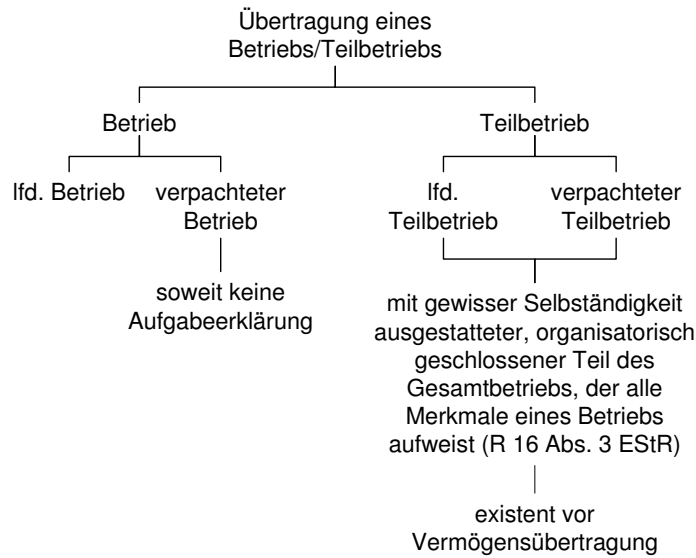 Übertragung eines
Betriebs/Teilbetriebs
Betrieb
Teilbetrieb
lfd. Betrieb
verpachteter
Betrieb
lfd.
Teilbetrieb
verpachteter
Teilbetrieb
soweit keine
Aufgabeerklärung
mit gewisser Selbständigkeit
ausgestatteter, organisatorisch
geschlossener Teil des
Gesamtbetriebs, der alle
Merkmale eines Betriebs
aufweist (R 16 Abs. 3 EStR)
existent vor
Vermögensübertragung